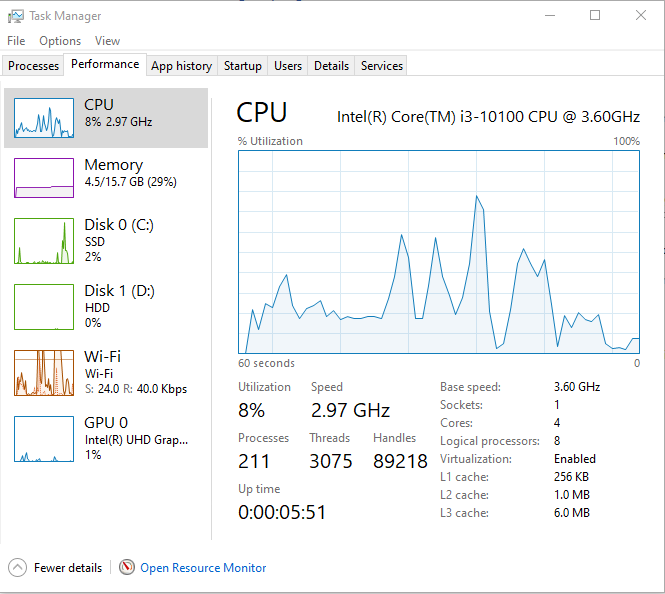 Task Manager
File Options View
Processes Performance App history Startup Users Details Services
CPU
8% 2.97 GHz
Memory
4.5/15.7 GB (29%)
Disk 0 (C:)
SSD
2%
Disk 1 (D:)
HDD
0%
Wi-Fi
Wi-Fi
S: 24.0 R: 40.0 Kbps
GPU 0
Intel(R) UHD Grap...
1%
CPU Intel(R) Core(TM) i3-10100 CPU @ 3.60GHz
% Utilization 100%
60 seconds 0
Utilization Speed
8% 2.97 GHz
Processes Threads Handles
211 3075 89218
Up time
0:00:05:51
Base speed: 3.60 GHz
Sockets: 1
Cores: 4
Logical processors: 8
Virtualization: Enabled
L1 cache: 256 KB
L2 cache: 1.0 MB
L3 cache: 6.0 MB
Fewer details Open Resource Monitor